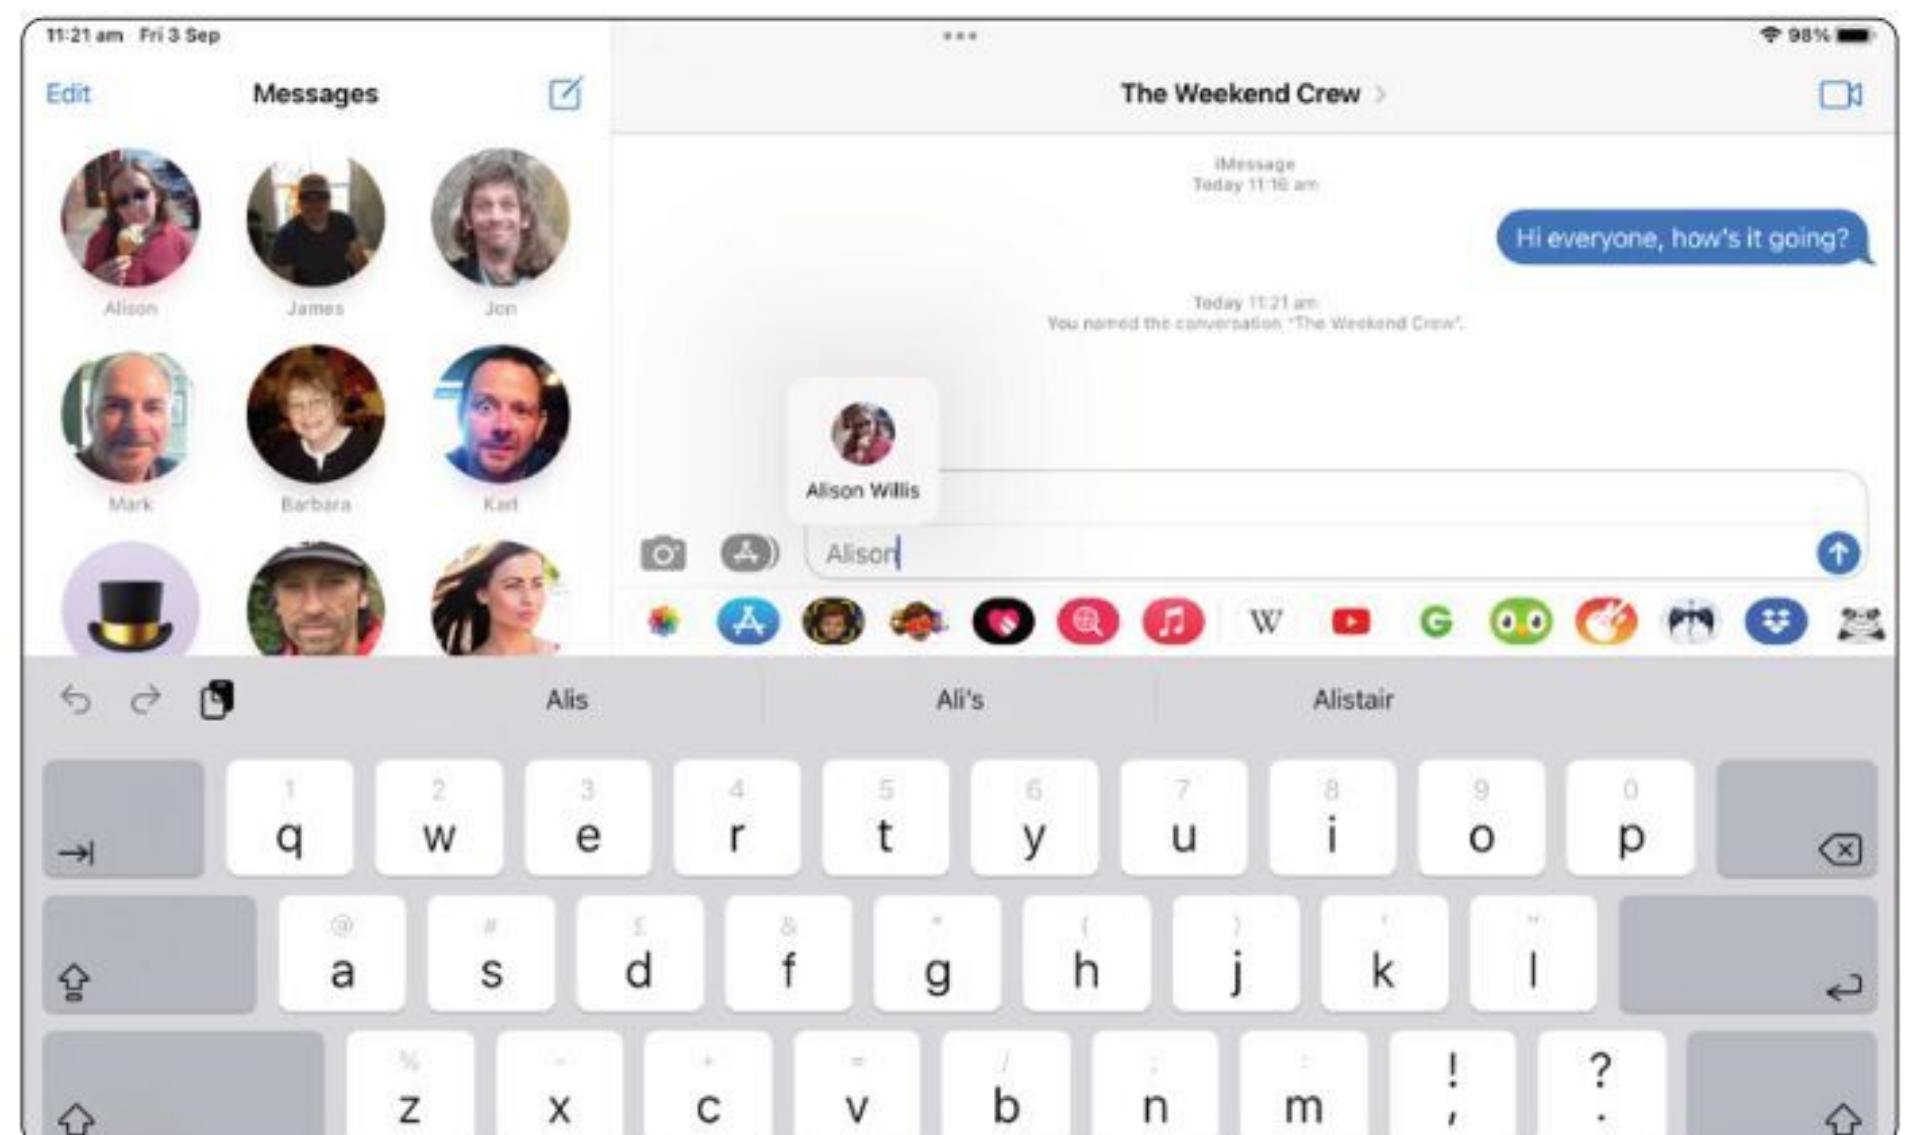 11:21 am Fri 3 Sep
98%
Edit
Messages
The Weekend Crew
iMessage
Today 11:16 am
Hi everyone, how's it going?
Today 11:21 am
You named the conversation "The Weekend Crew".
Alison
James
Jon
Mark
Barbara
Karl
Alison Willis
Alison
W
G
Alis
Ali's
Alistair
1 2 3 4 5 6 7 8 9 0
q w e r t y u i o p
@ # £ & * ( ) ' "
a s d f g h j k l
% - + = / ; : ! ?
z x c v b n m , .